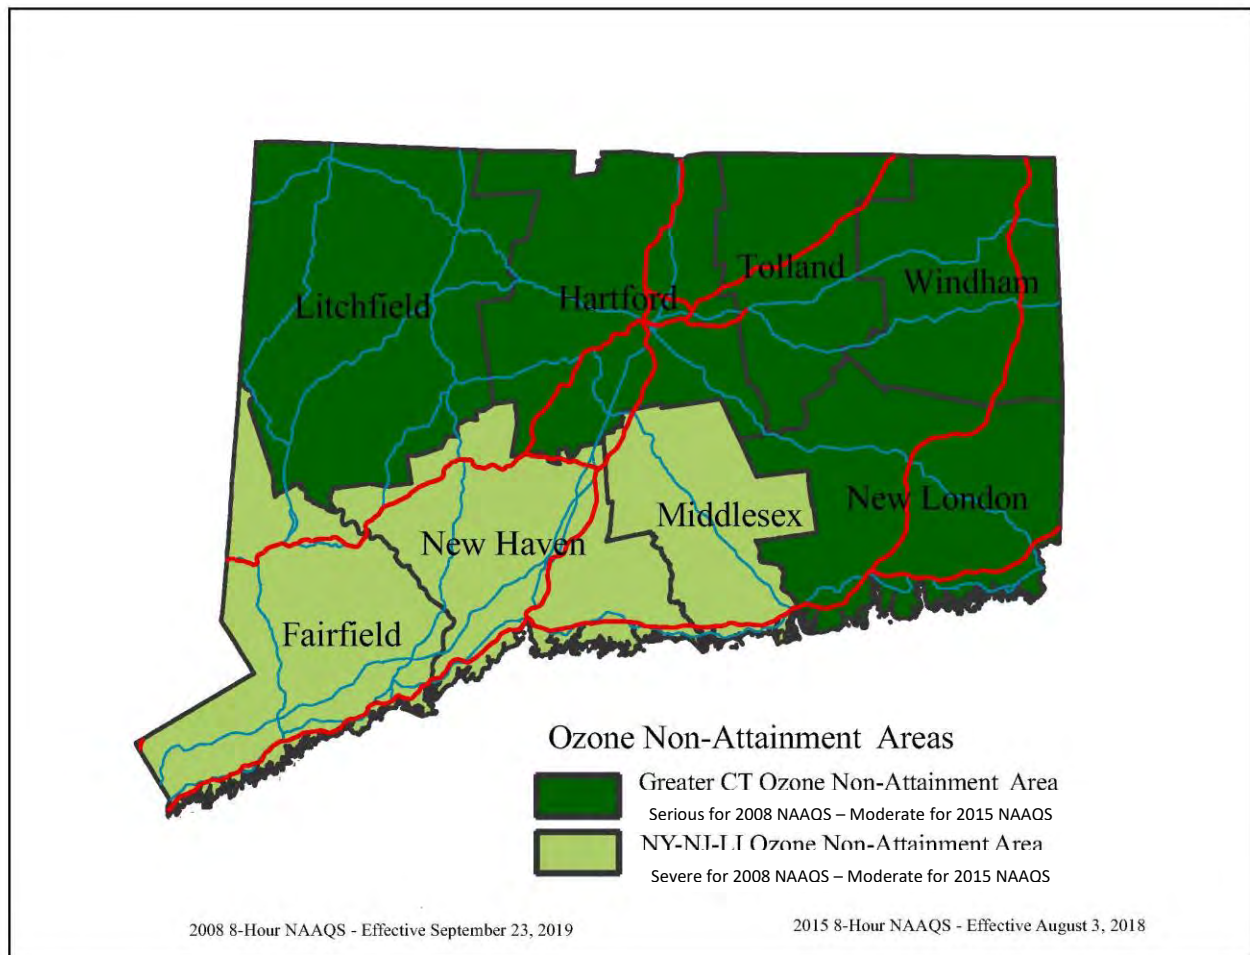 Litchfield
Hartford
Tolland
Windham
New Haven
Middlesex
New London
Fairfield
Ozone Non-Attainment Areas
Greater CT Ozone Non-Attainment Area
Serious for 2008 NAAQS – Moderate for 2015 NAAQS
NY-NJ-LI Ozone Non-Attainment Area
Severe for 2008 NAAQS – Moderate for 2015 NAAQS
2008 8-Hour NAAQS - Effective September 23, 2019
2015 8-Hour NAAQS - Effective August 3, 2018